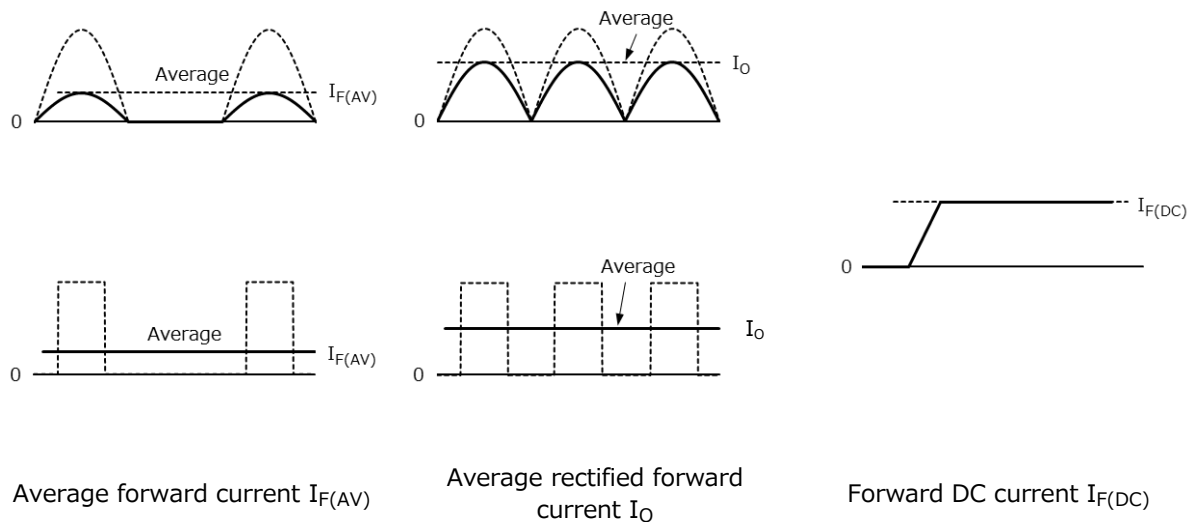 Average
I_F(AV)
0
Average
I_O
0
I_F(DC)
0
Average
I_F(AV)
0
Average
I_O
0
Average forward current I_F(AV)
Average rectified forward
current I_O
Forward DC current I_F(DC)